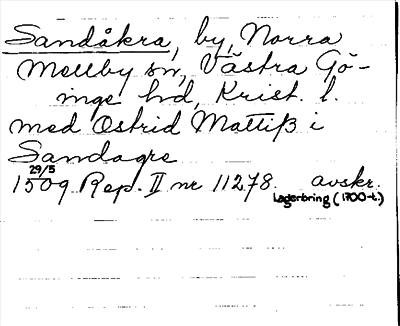 Sandåkra, by, Norra
Mellby sn, Västra Gö-
inge hd, Krist. l.
med Østrid Mattiß i
Sandagre
29/5
1509 Rep. II nr 11278. avskr.
Lagerbring (1700-t.)